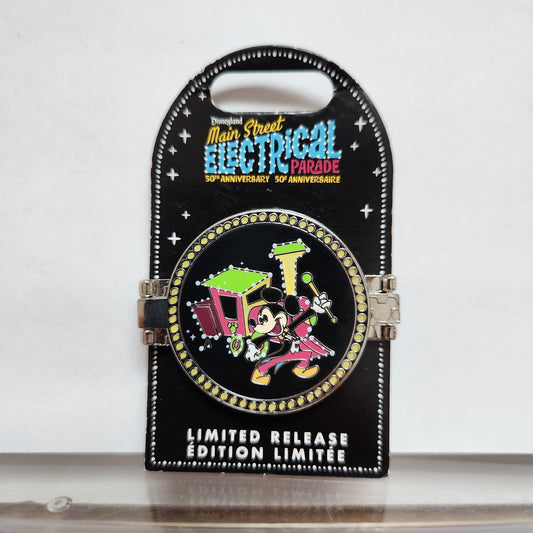 Disneyland
Main Street
ELECTRICAL
PARADE
50TH ANNIVERSARY 50E ANNIVERSAIRE
LIMITED RELEASE
ÉDITION LIMITÉE